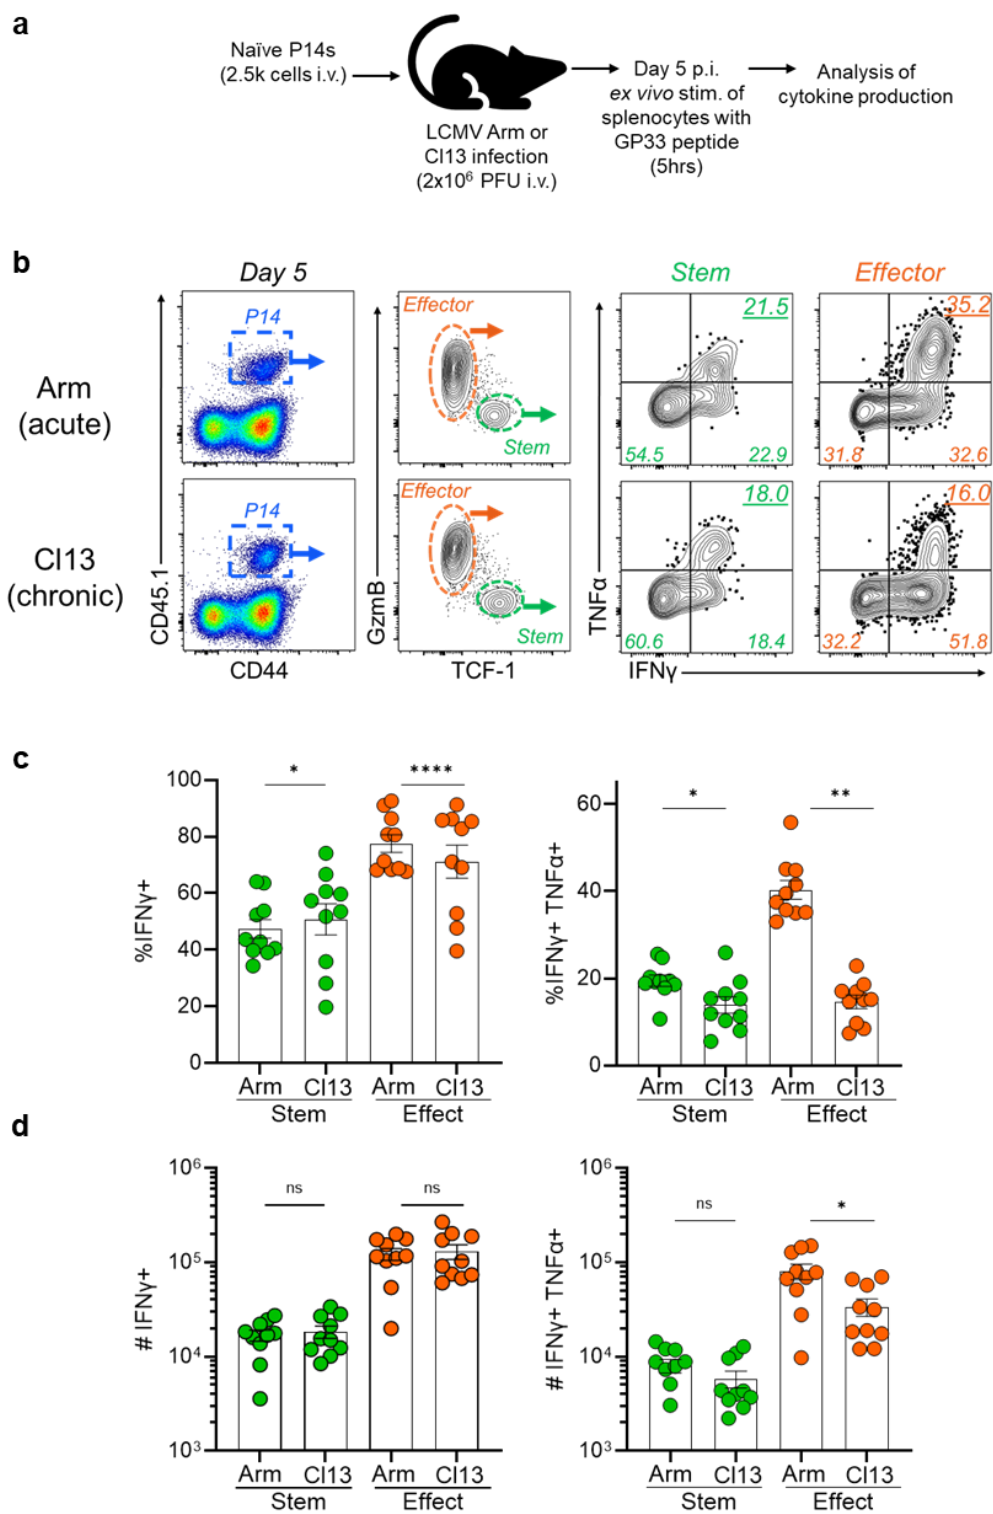 a
Naïve P14s
(2.5k cells i.v.)
LCMV Arm or
Cl13 infection
(2x10⁶ PFU i.v.)
Day 5 p.i.
ex vivo stim. of
splenocytes with
GP33 peptide
(5hrs)
Analysis of
cytokine production
b
Day 5
Stem
Effector
Arm
(acute)
P14
Effector
Stem
21.5
54.5
22.9
35.2
31.8
32.6
Cl13
(chronic)
P14
Effector
Stem
18.0
60.6
18.4
16.0
32.2
51.8
CD45.1
CD44
GzmB
TCF-1
TNFα
IFNγ
c
%IFNγ+
100
80
60
40
20
0
*
****
Arm
Cl13
Arm
Cl13
Stem
Effect
%IFNγ+ TNFα+
60
40
20
0
*
**
Arm
Cl13
Arm
Cl13
Stem
Effect
d
# IFNγ+
10⁶
10⁵
10⁴
10³
ns
ns
Arm
Cl13
Arm
Cl13
Stem
Effect
# IFNγ+ TNFα+
10⁶
10⁵
10⁴
10³
ns
*
Arm
Cl13
Arm
Cl13
Stem
Effect